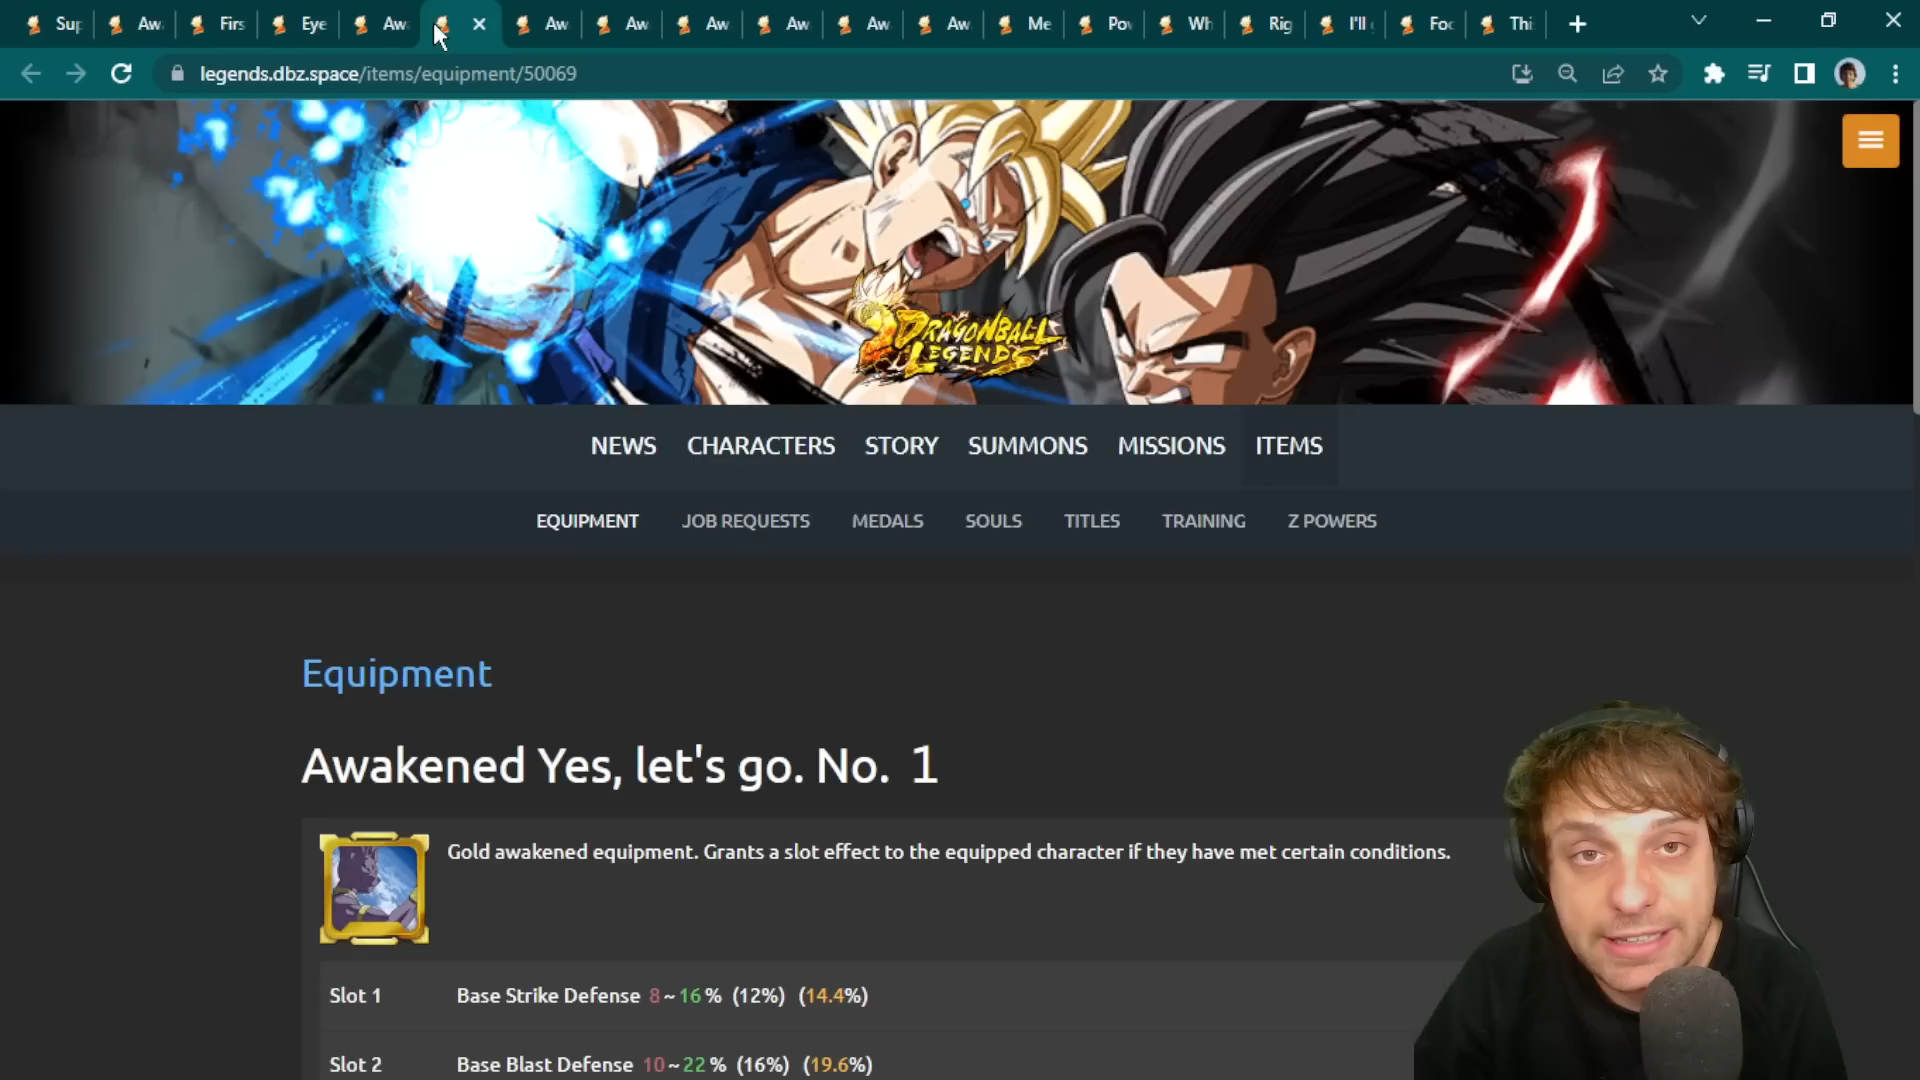 Sup
Aw
Firs
Eye
Aw
Aw
Aw
Aw
Aw
Aw
Aw
Me
Pov
Wh
Rig
I'll
Foc
Thi
legends.dbz.space/items/equipment/50069
DRAGONBALL
LEGENDS
NEWS CHARACTERS STORY SUMMONS MISSIONS ITEMS
EQUIPMENT JOB REQUESTS MEDALS SOULS TITLES TRAINING Z POWERS
Equipment
Awakened Yes, let's go. No. 1
Gold awakened equipment. Grants a slot effect to the equipped character if they have met certain conditions.
Slot 1 Base Strike Defense 8~16% (12%) (14.4%)
Slot 2 Base Blast Defense 10~22% (16%) (19.6%)